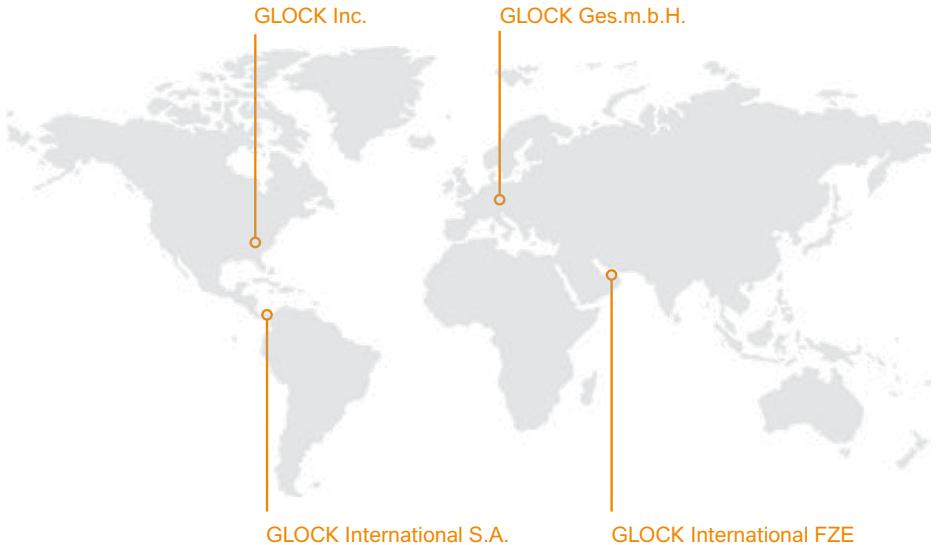 GLOCK Inc.
GLOCK Ges.m.b.H.
GLOCK International S.A.
GLOCK International FZE